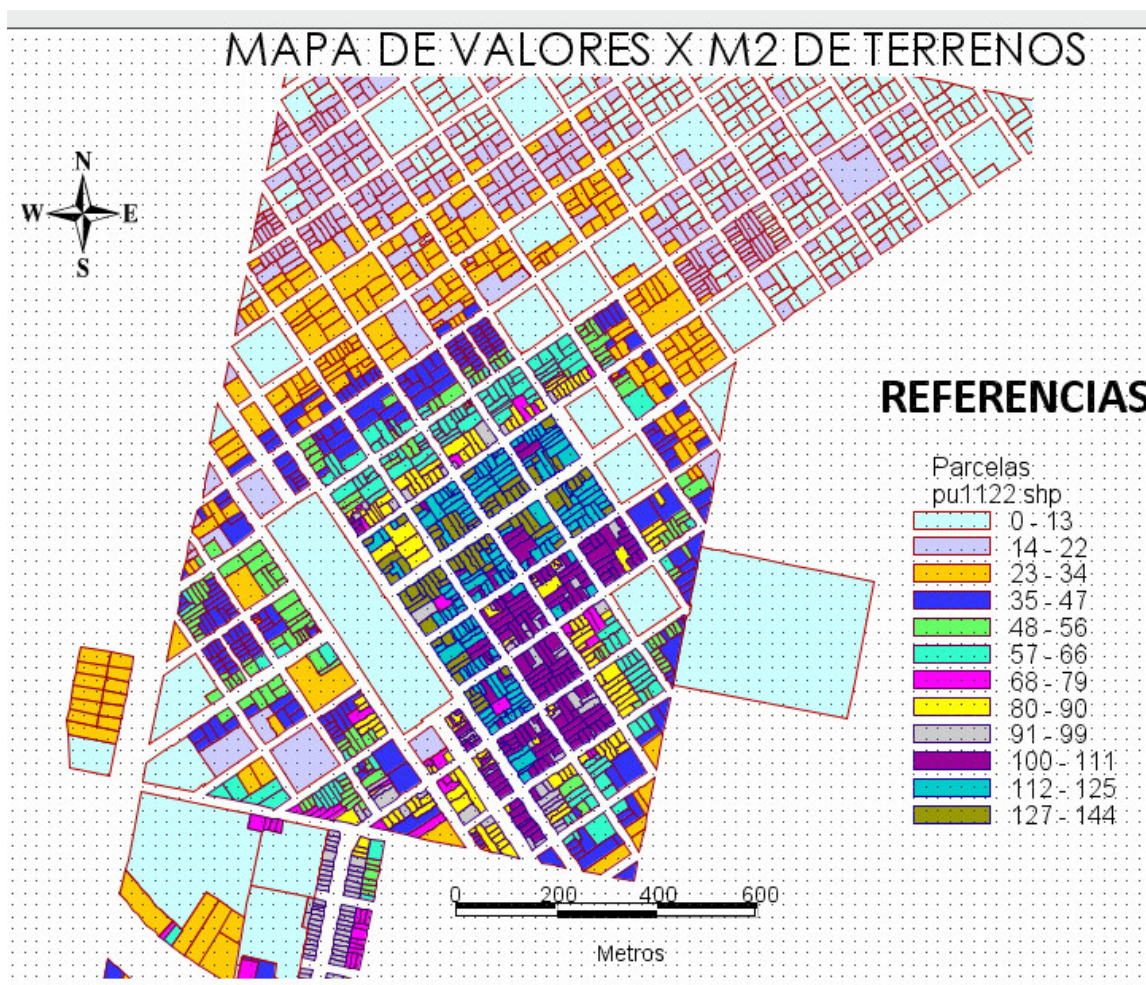 MAPA DE VALORES X M2 DE TERRENOS
N
W E
S
REFERENCIAS
Parcelas
pu1122.shp
0 - 13
14 - 22
23 - 34
35 - 47
48 - 56
57 - 66
68 - 79
80 - 90
91 - 99
100 - 111
112 - 125
127 - 144
0 200 400 600
Metros